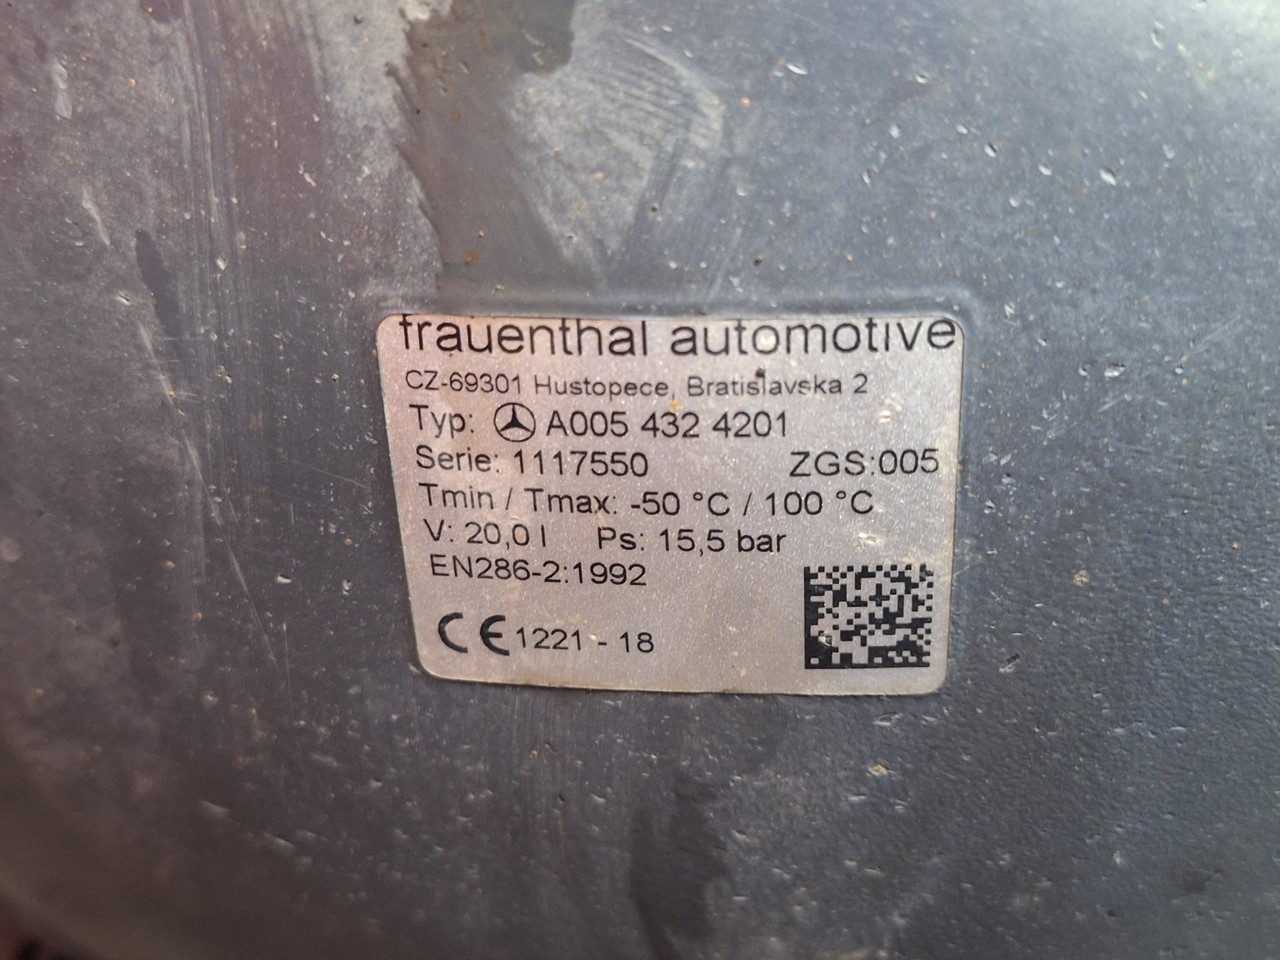 frauenthal automotive
CZ-69301 Hustopece, Bratislavska 2
Typ: A005 432 4201
Serie: 1117550 ZGS:005
Tmin / Tmax: -50 °C / 100 °C
V: 20,0 l Ps: 15,5 bar
EN286-2:1992
CE 1221 - 18